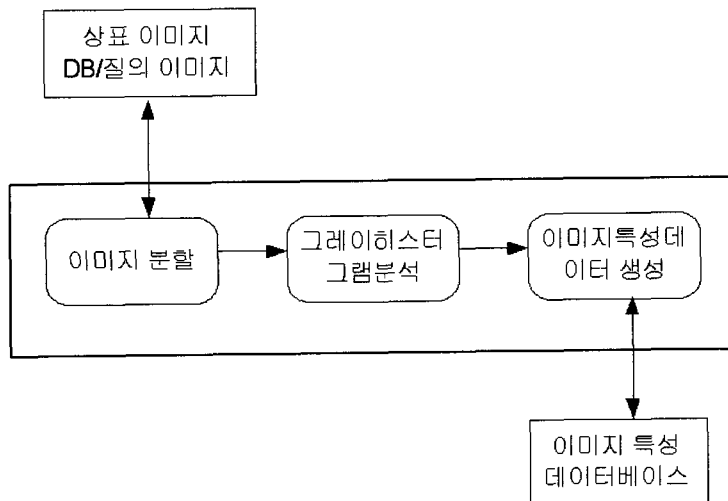 상표 이미지
DB/질의 이미지
이미지 분할
그레이히스터
그램분석
이미지특성데
이터 생성
이미지 특성
데이터베이스